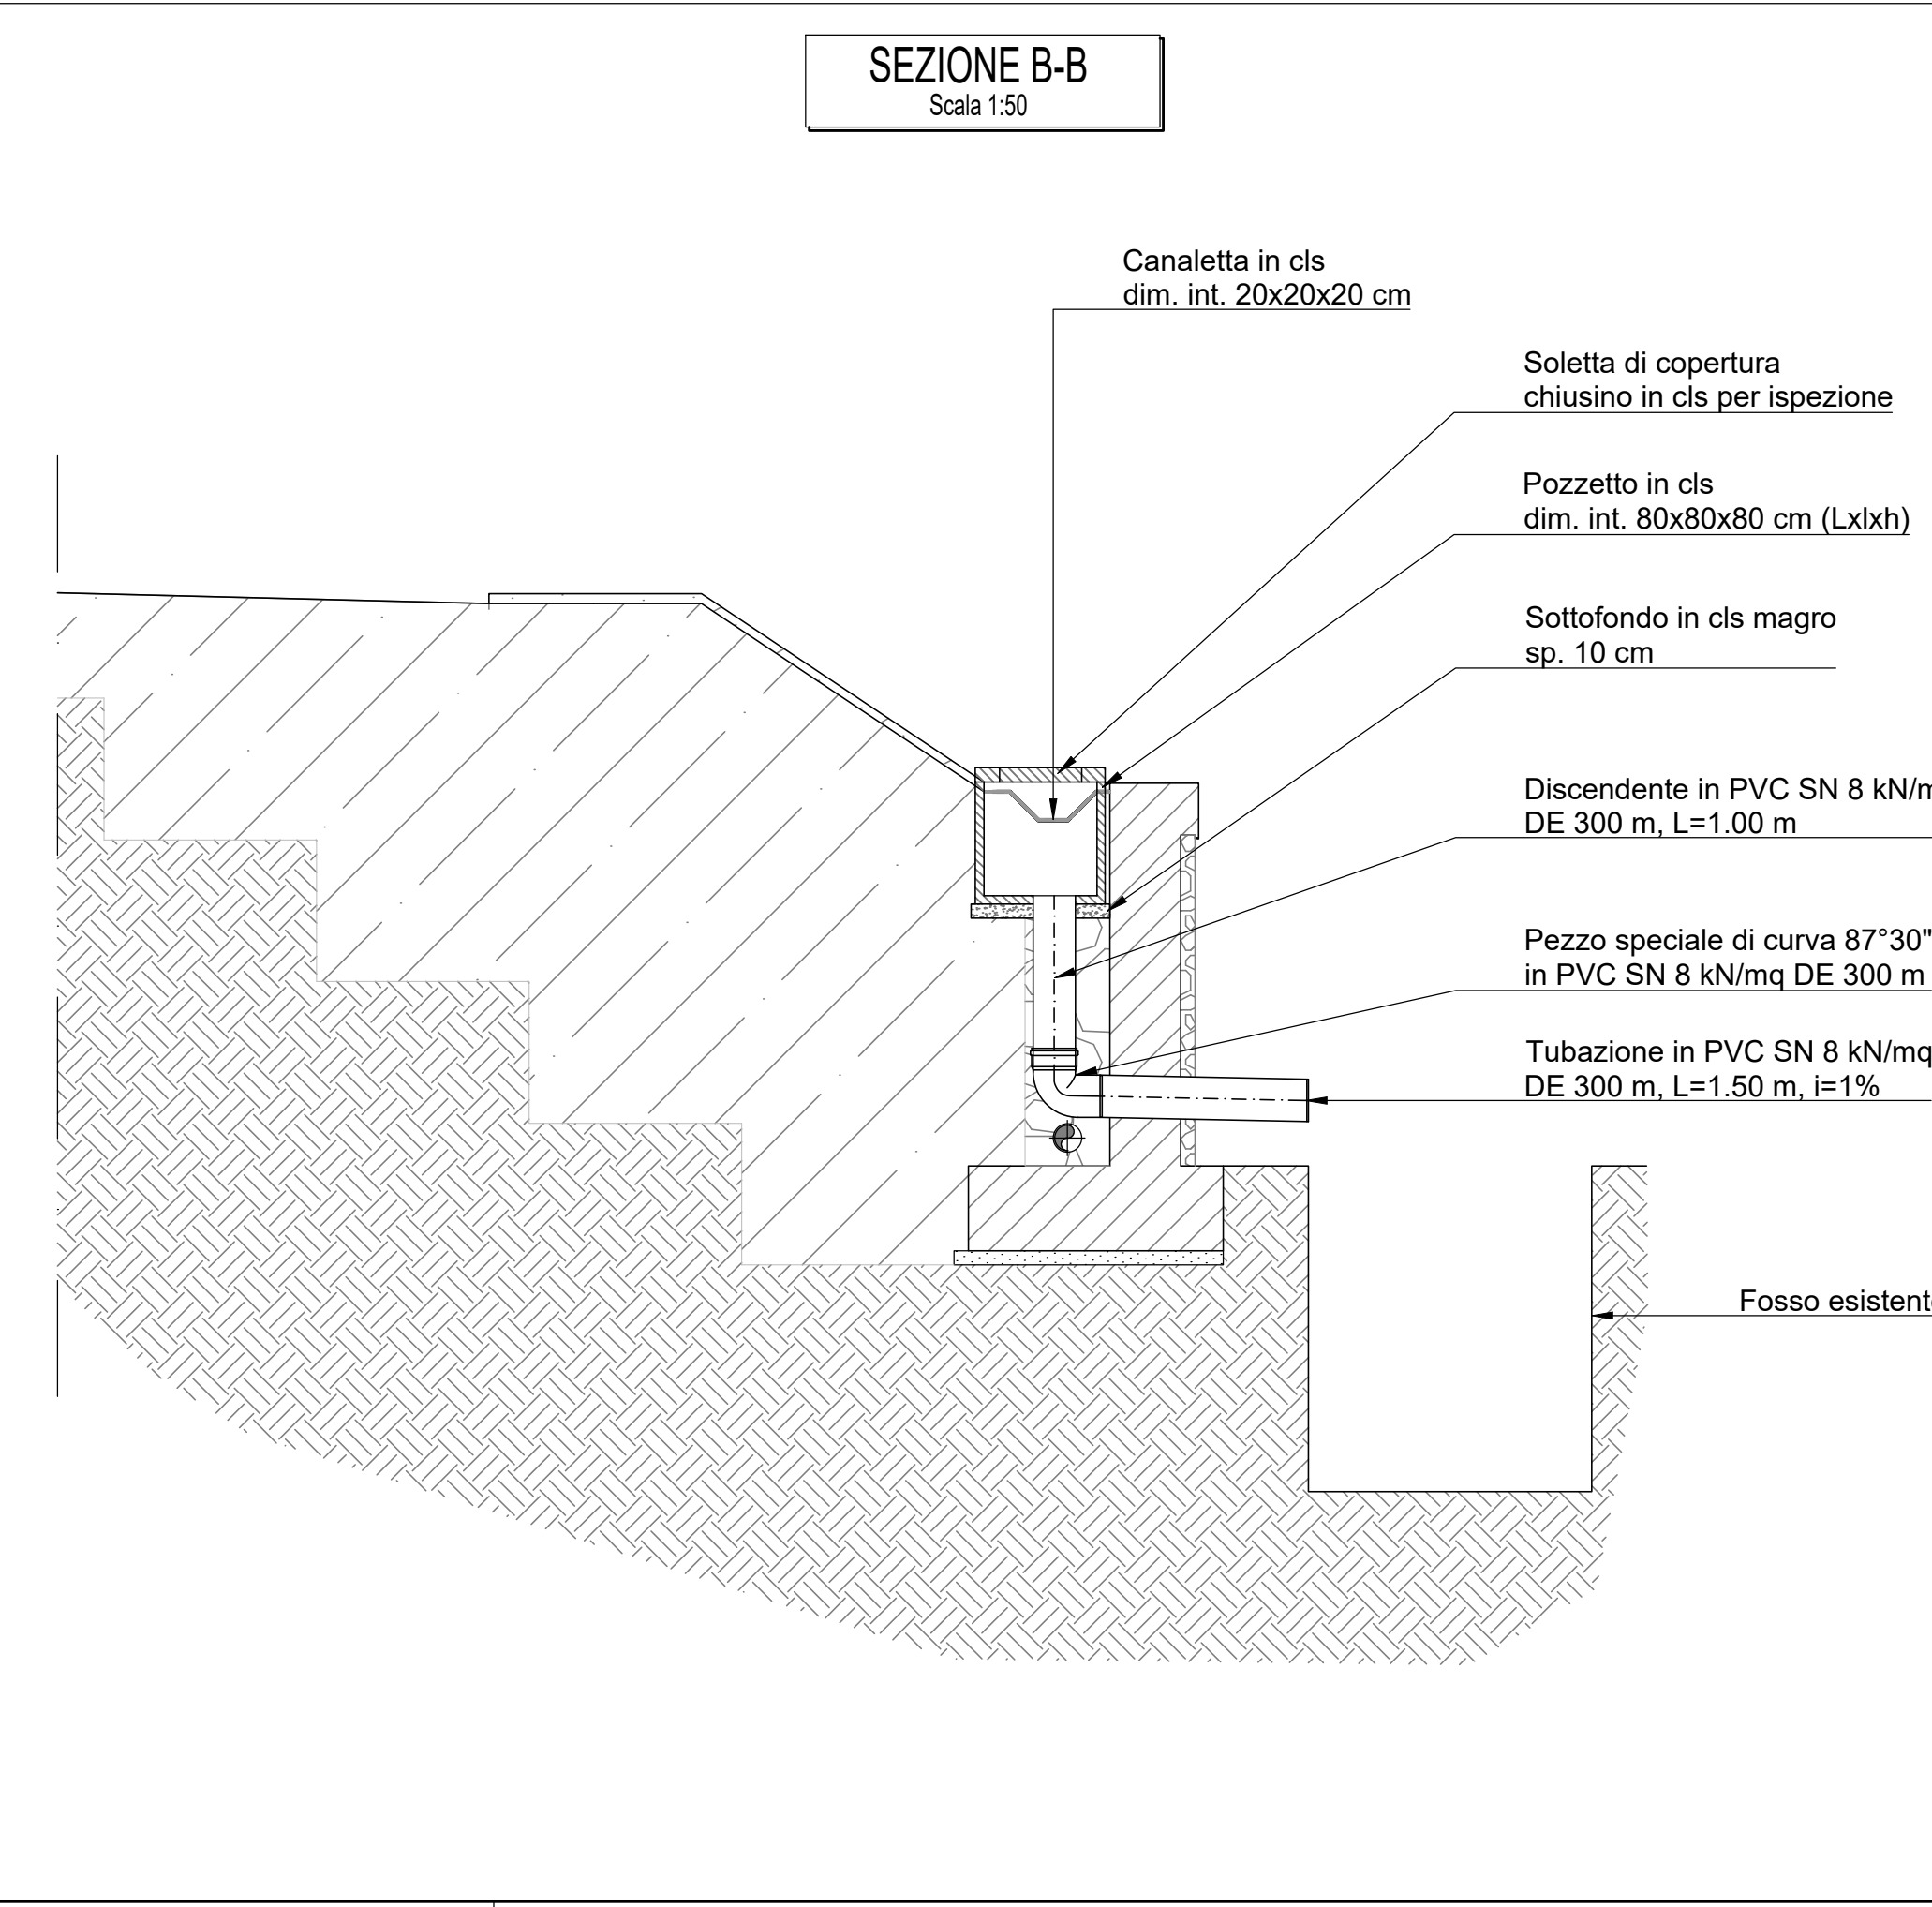 SEZIONE B-B
Scala 1:50
Canaletta in cls
dim. int. 20x20x20 cm
Soletta di copertura
chiusino in cls per ispezione
Pozzetto in cls
dim. int. 80x80x80 cm (Lxlxh)
Sottofondo in cls magro
sp. 10 cm
Discendente in PVC SN 8
DE 300 m, L=1.00 m
Pezzo speciale di curva 87°30"
in PVC SN 8 kN/mq DE 300 m
Tubazione in PVC SN 8 kN/mq
DE 300 m, L=1.50 m, i=1%
Fosso